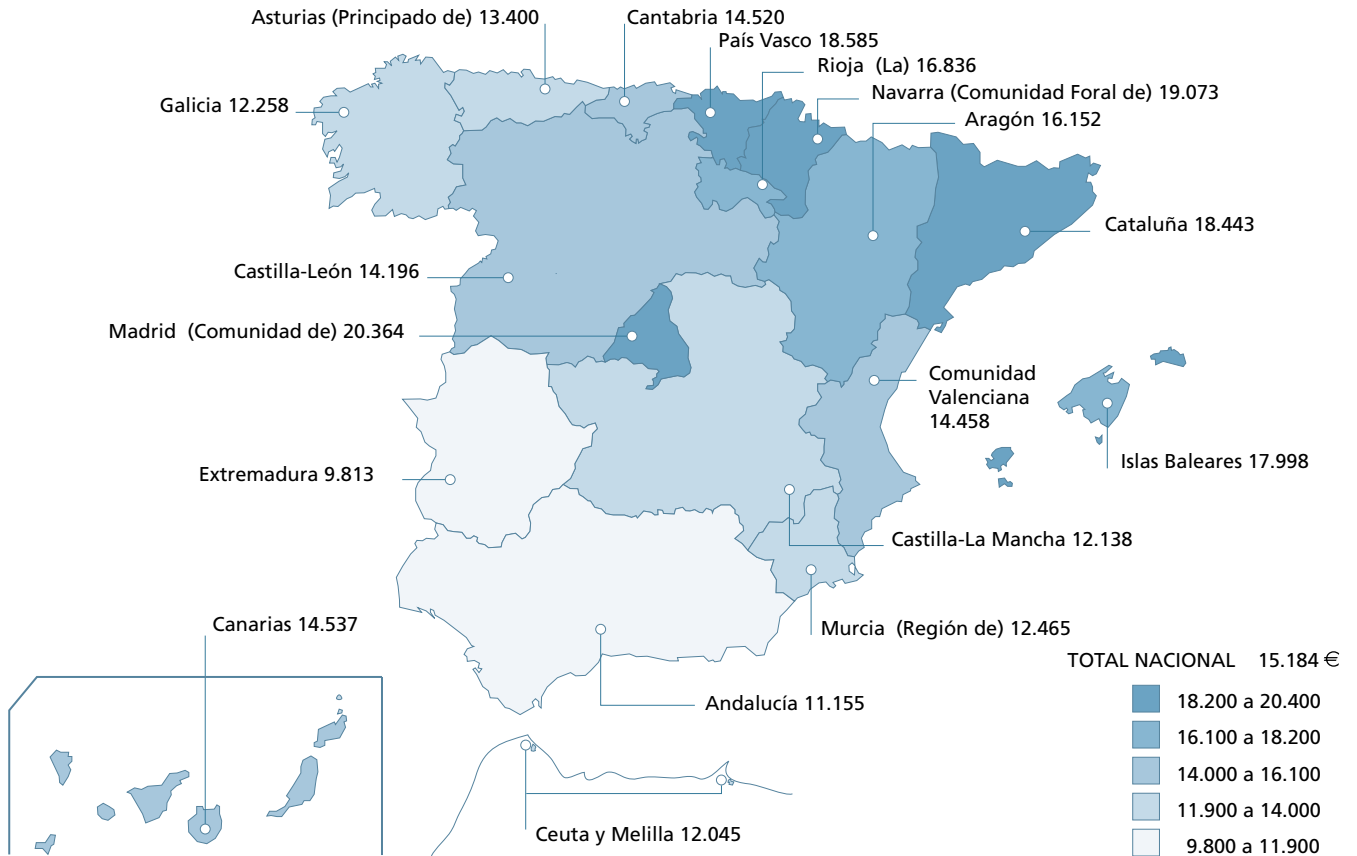 Asturias (Principado de) 13.400
Cantabria 14.520
País Vasco 18.585
Rioja (La) 16.836
Navarra (Comunidad Foral de) 19.073
Galicia 12.258
Aragón 16.152
Cataluña 18.443
Castilla-León 14.196
Madrid (Comunidad de) 20.364
Comunidad
Valenciana
14.458
Islas Baleares 17.998
Extremadura 9.813
Castilla-La Mancha 12.138
Canarias 14.537
Murcia (Región de) 12.465
Andalucía 11.155
Ceuta y Melilla 12.045
TOTAL NACIONAL 15.184 €
18.200 a 20.400
16.100 a 18.200
14.000 a 16.100
11.900 a 14.000
9.800 a 11.900